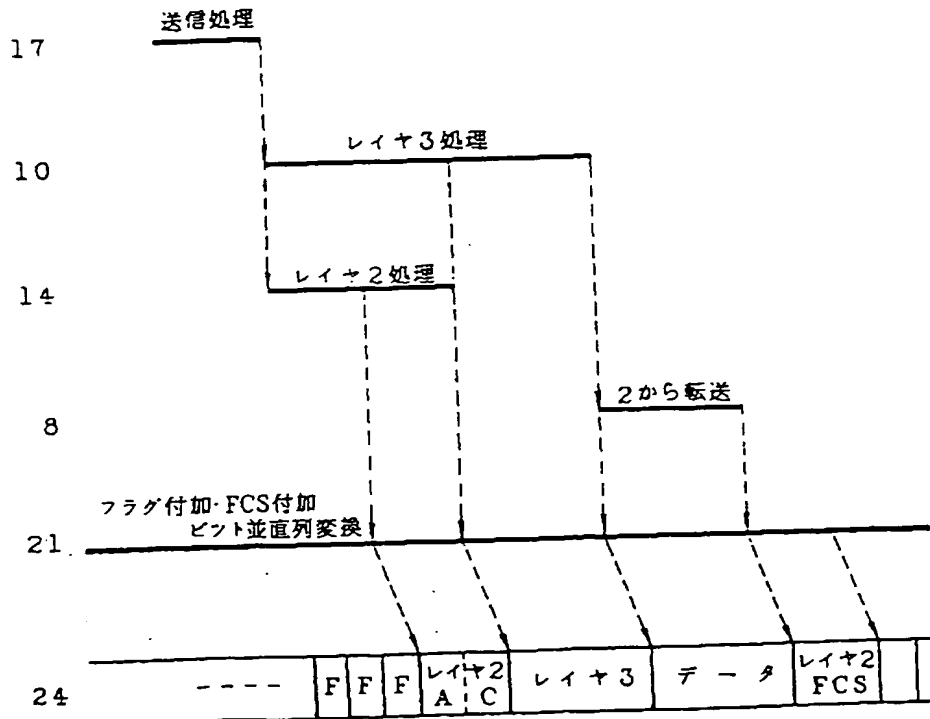 送信処理
17
レイヤ3処理
10
レイヤ2処理
14
2から転送
8
フラグ付加・FCS付加
ビット並直列変換
21
24
---- F F F レイヤ2 A C レイヤ3 データ レイヤ2 FCS